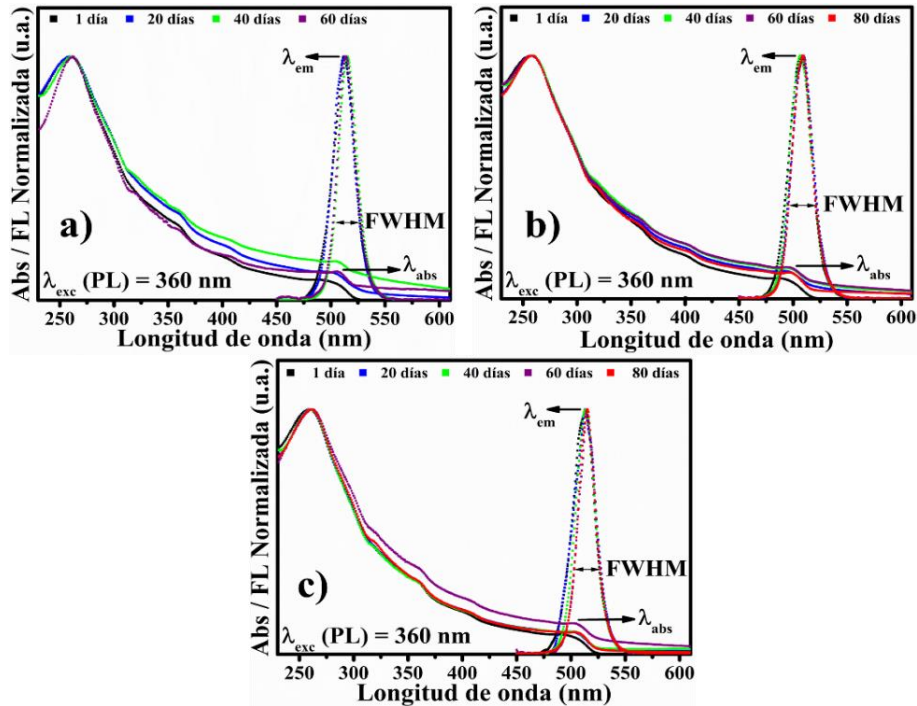 1 día 20 días 40 días 60 días
Abs / FL Normalizada (u.a.)
λem
a)
FWHM
λabs
λexc (PL) = 360 nm
250 300 350 400 450 500 550 600
Longitud de onda (nm)
1 día 20 días 40 días 60 días 80 días
Abs / FL Normalizada (u.a.)
λem
b)
FWHM
λabs
λexc (PL) = 360 nm
250 300 350 400 450 500 550 600
Longitud de onda (nm)
1 día 20 días 40 días 60 días 80 días
Abs / FL Normalizada (u.a.)
λem
c)
FWHM
λabs
λexc (PL) = 360 nm
250 300 350 400 450 500 550 600
Longitud de onda (nm)